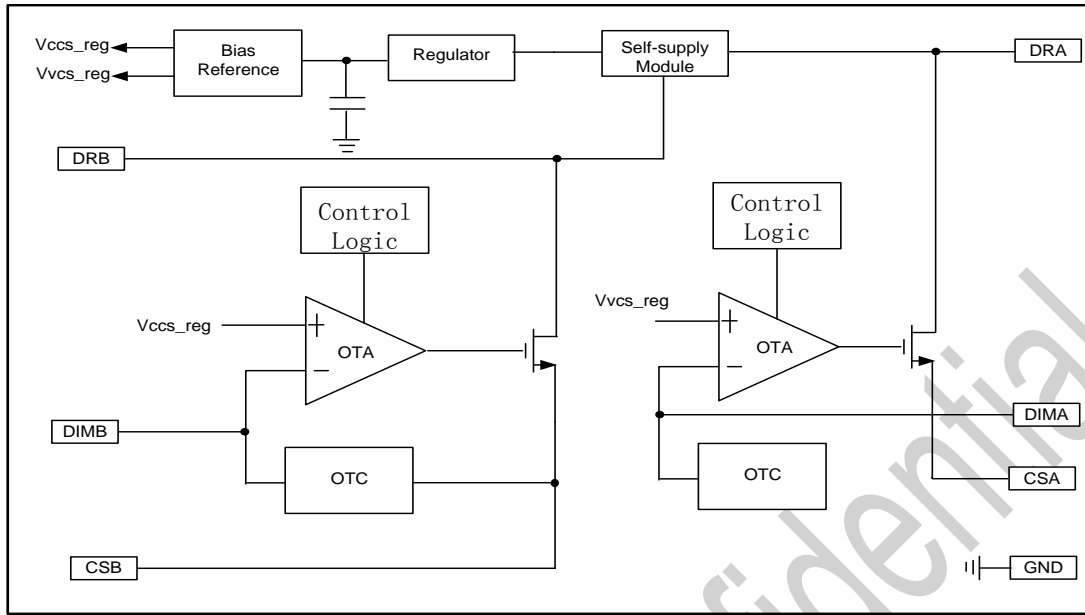 Vccs_reg
Vvcs_reg
Bias
Reference
Regulator
Self-supply
Module
DRA
DRB
Control
Logic
Control
Logic
Vccs_reg
+
OTA
−
Vvcs_reg
+
OTA
−
DIMB
OTC
DIMA
OTC
CSA
CSB
GND
fidential